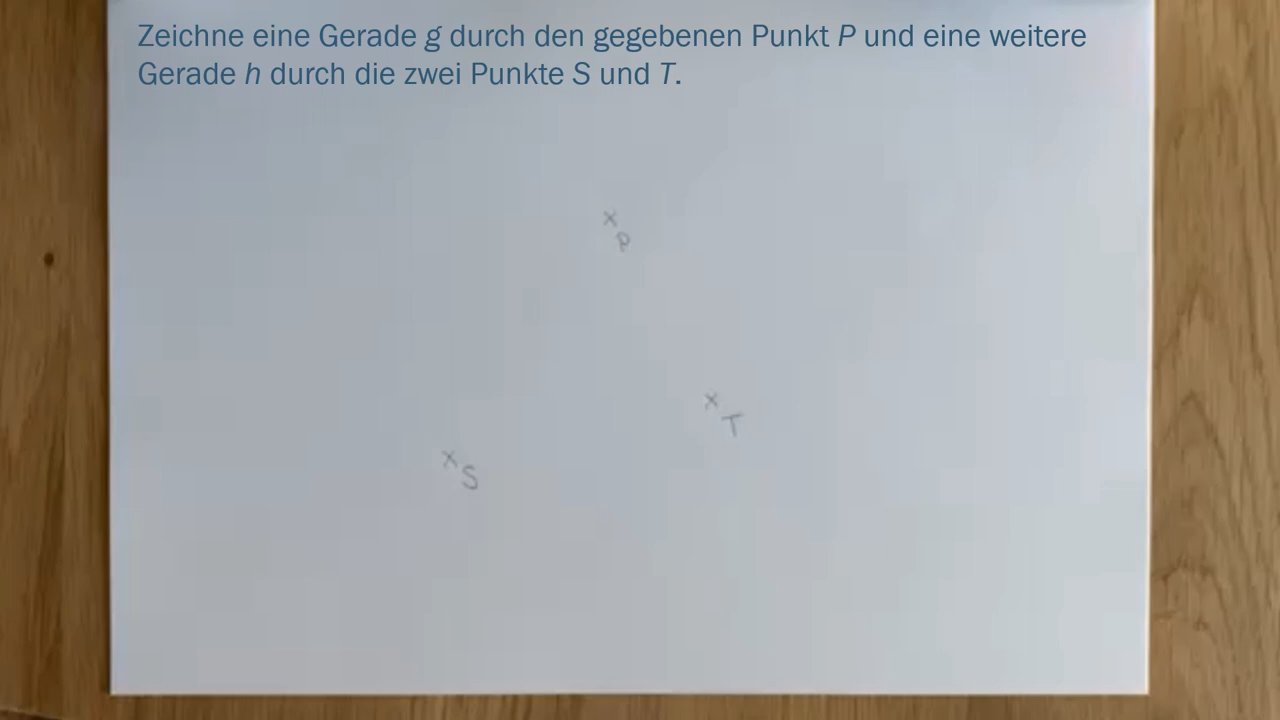 Zeichne eine Gerade g durch den gegebenen Punkt P und eine weitere
Gerade h durch die zwei Punkte S und T.
x
P
x
T
x
S